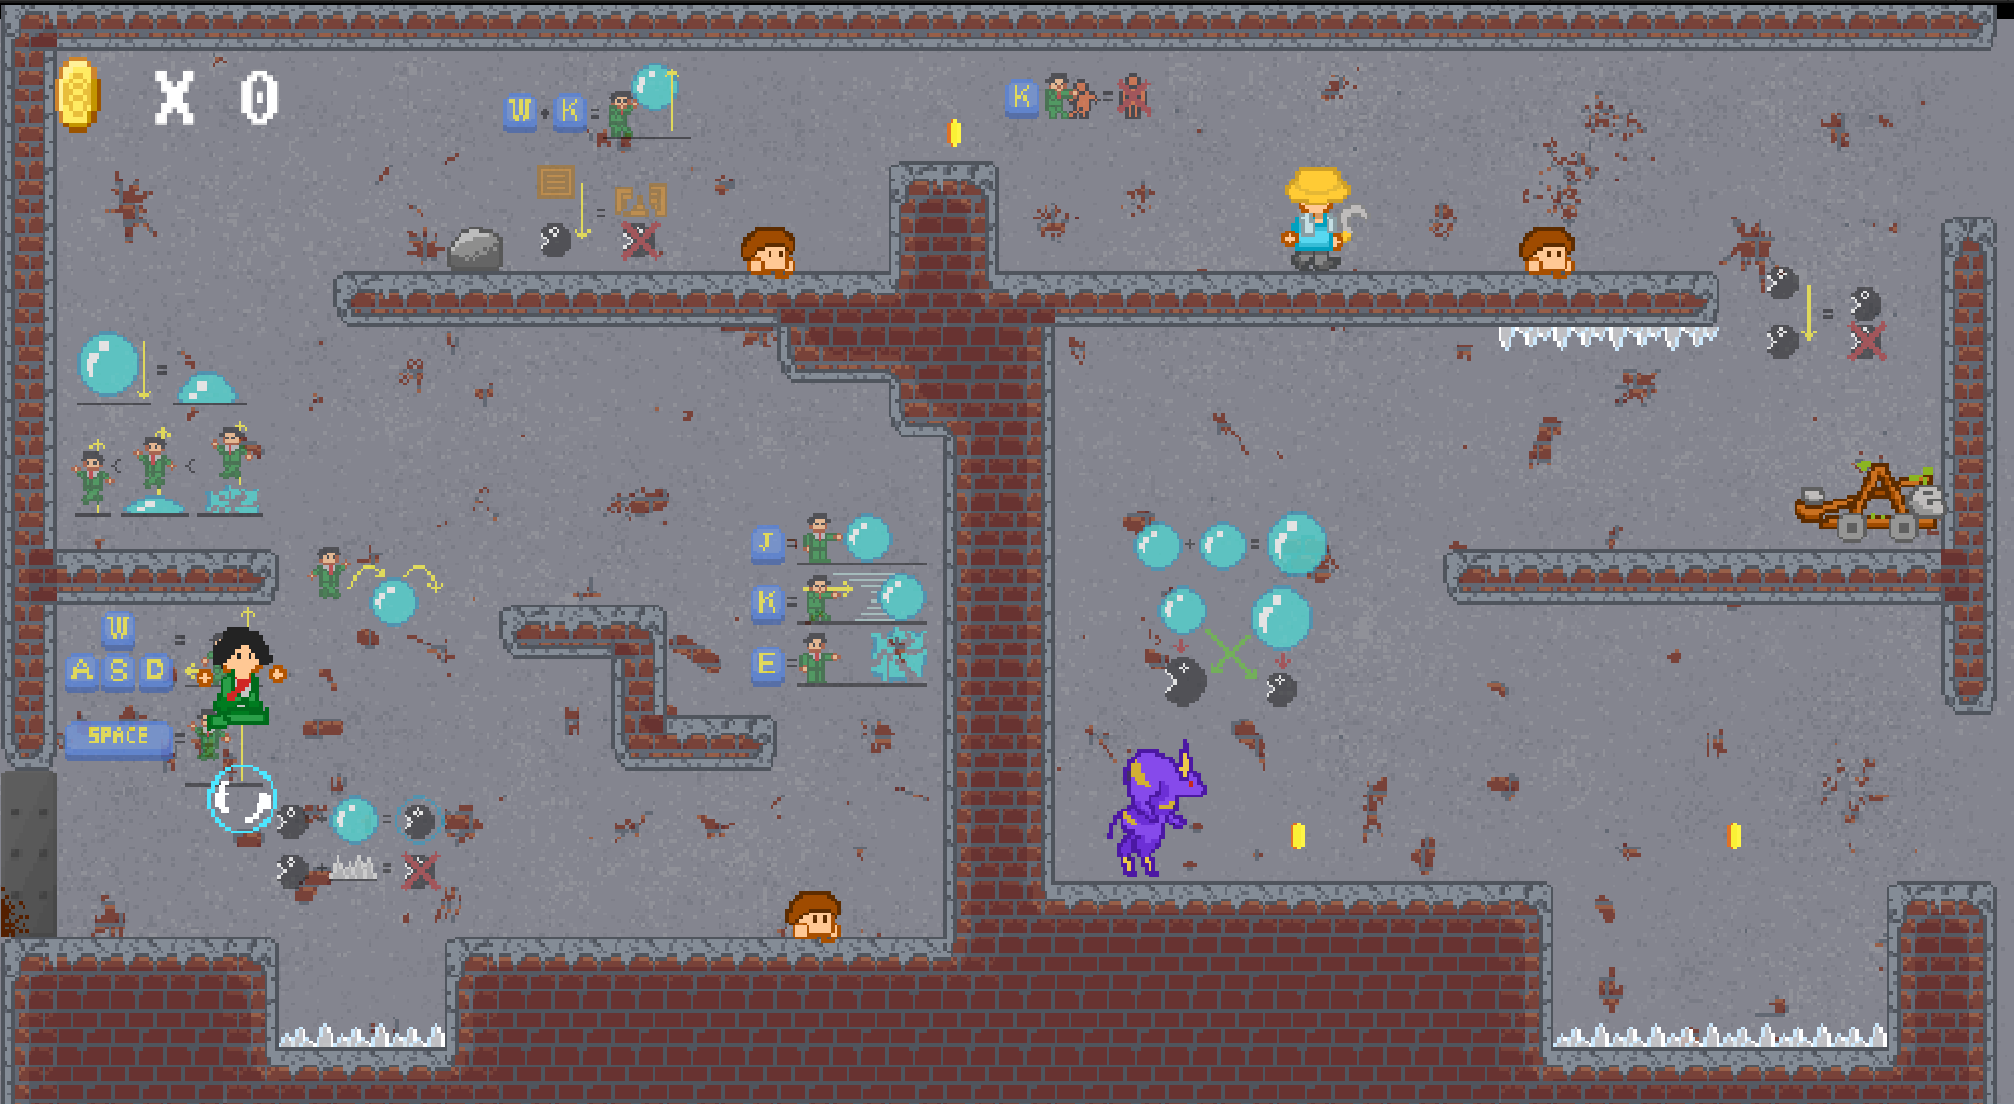 X 0
W + K =
K =
=
=
=
< <
J =
K =
E =
+ =
W =
A S D
SPACE =
+ =
+ =